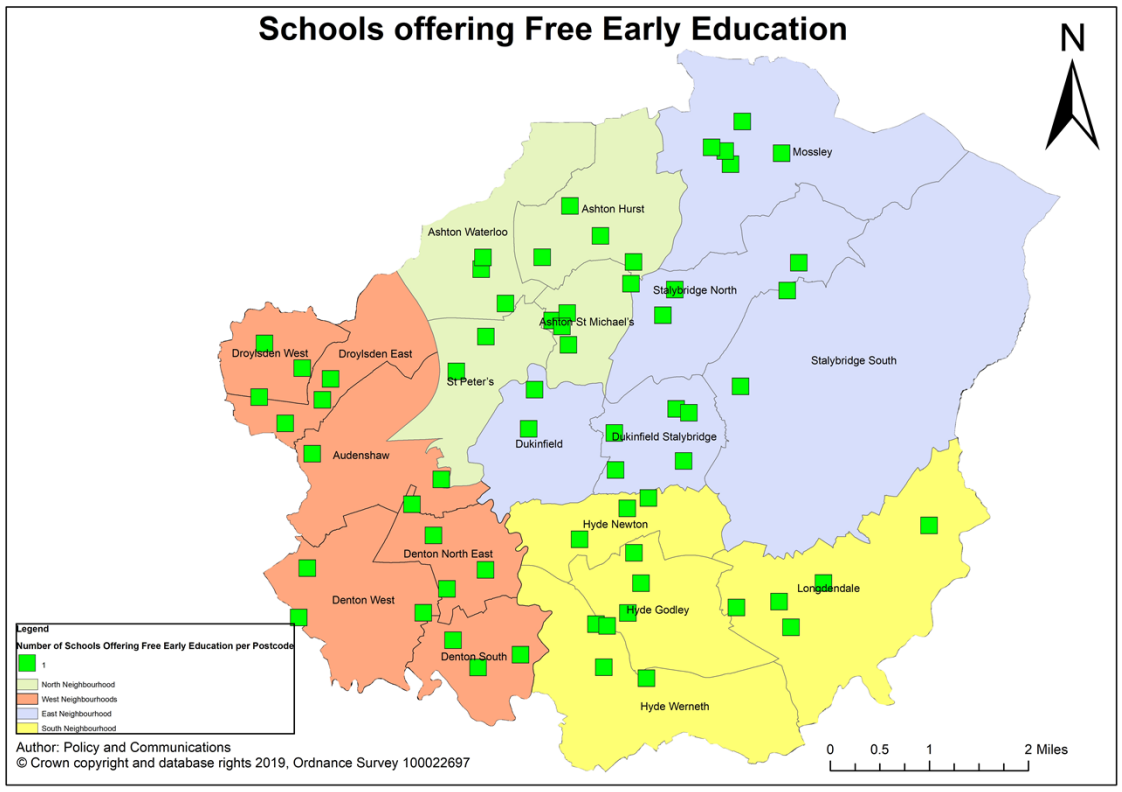 Schools offering Free Early Education
N
Mossley
Ashton Hurst
Ashton Waterloo
Stalybridge North
Ashton St Michael's
Droylsden West
Droylsden East
Stalybridge South
St Peter's
Dukinfield
Dukinfield Stalybridge
Audenshaw
Hyde Newton
Denton North East
Longdendale
Denton West
Hyde Godley
Denton South
Hyde Werneth
Legend
Number of Schools Offering Free Early Education per Postcode
1
North Neighbourhood
West Neighbourhoods
East Neighbourhood
South Neighbourhood
Author: Policy and Communications
© Crown copyright and database rights 2019, Ordnance Survey 100022697
0 0.5 1 2 Miles